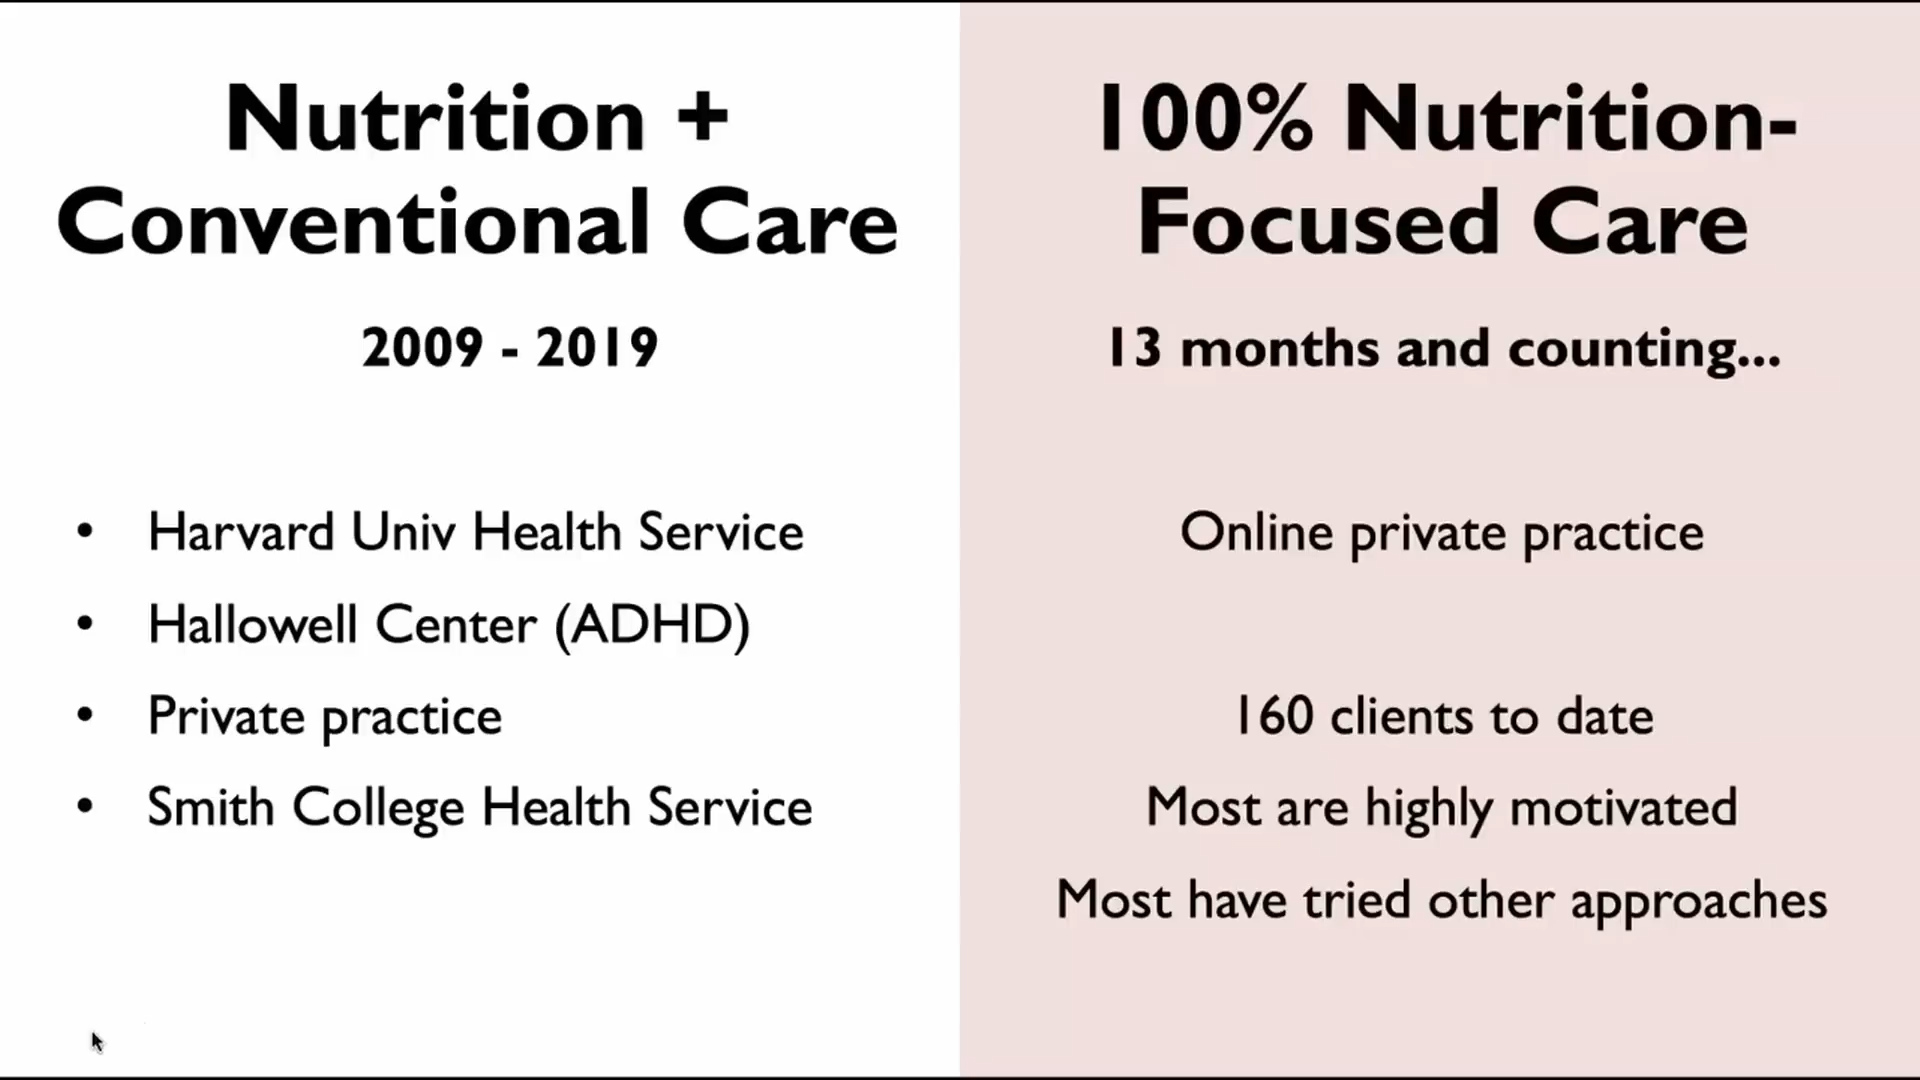 Nutrition +
Conventional Care
2009 - 2019
• Harvard Univ Health Service
• Hallowell Center (ADHD)
• Private practice
• Smith College Health Service
100% Nutrition-
Focused Care
13 months and counting...
Online private practice
160 clients to date
Most are highly motivated
Most have tried other approaches